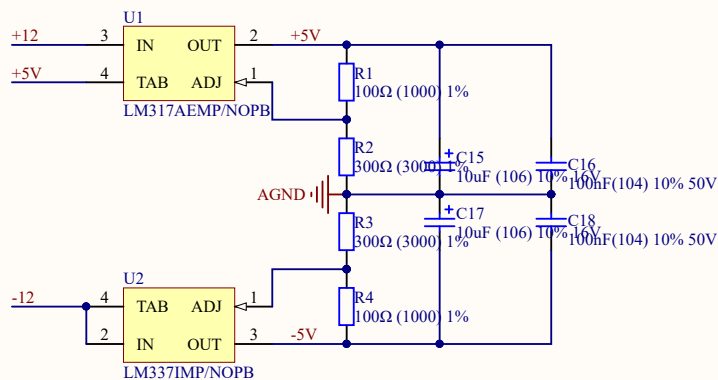 U1
+12
3
IN
OUT
2
+5V
+5V
4
TAB
ADJ
1
LM317AEMP/NOPB
R1
100Ω (1000) 1%
R2
300Ω (3000) 1%
C15
10uF (106) 10% 16V
C16
100nF(104) 10% 50V
AGND
R3
300Ω (3000) 1%
C17
10uF (106) 10% 16V
C18
100nF(104) 10% 50V
U2
-12
4
TAB
ADJ
1
2
IN
OUT
3
-5V
R4
100Ω (1000) 1%
LM337IMP/NOPB